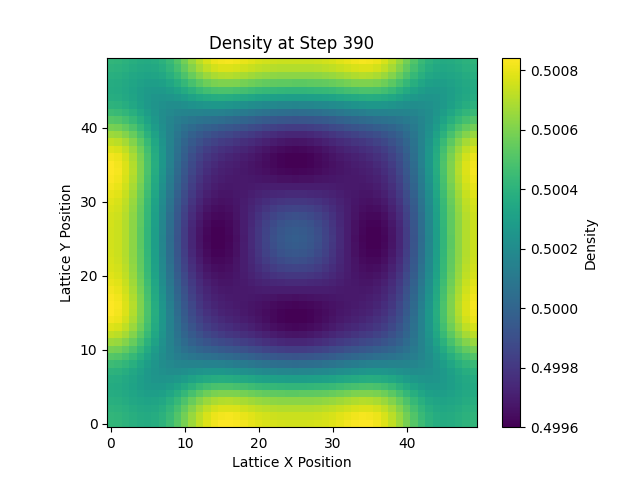 Density at Step 390
Lattice Y Position
40
30
20
10
0
0 10 20 30 40
Lattice X Position
0.5008
0.5006
0.5004
0.5002
0.5000
0.4998
0.4996
Density